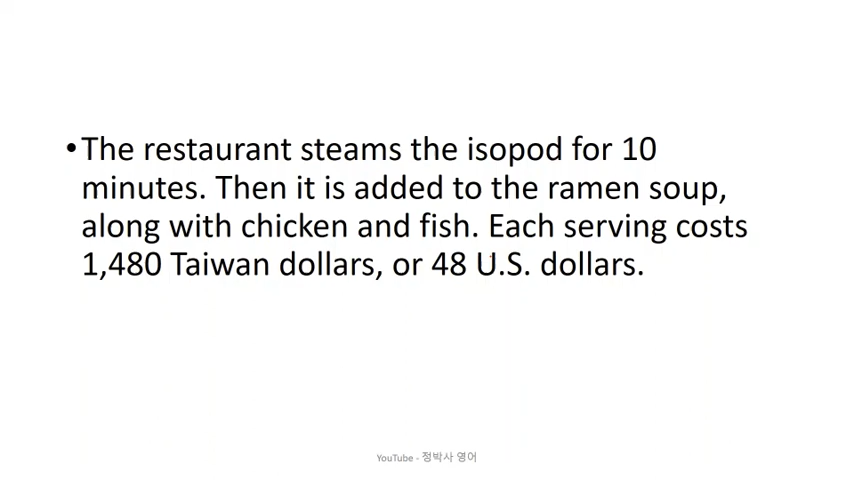 •The restaurant steams the isopod for 10
minutes. Then it is added to the ramen soup,
along with chicken and fish. Each serving costs
1,480 Taiwan dollars, or 48 U.S. dollars.
YouTube - 정박사 영어